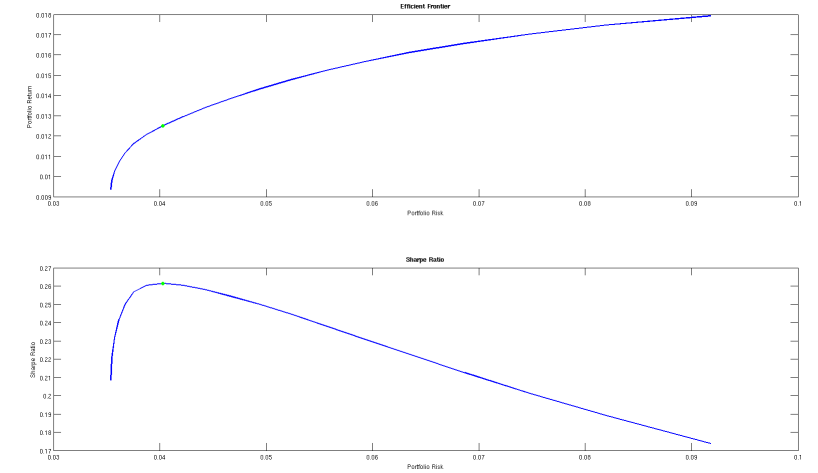 Efficient Frontier
0.018
0.017
0.016
0.015
0.014
0.013
0.012
0.011
0.01
0.009
Portfolio Return
0.03 0.04 0.05 0.06 0.07 0.08 0.09 0.1
Portfolio Risk
Sharpe Ratio
0.27
0.26
0.25
0.24
0.23
0.22
0.21
0.2
0.19
0.18
0.17
Sharpe Ratio
0.03 0.04 0.05 0.06 0.07 0.08 0.09 0.1
Portfolio Risk